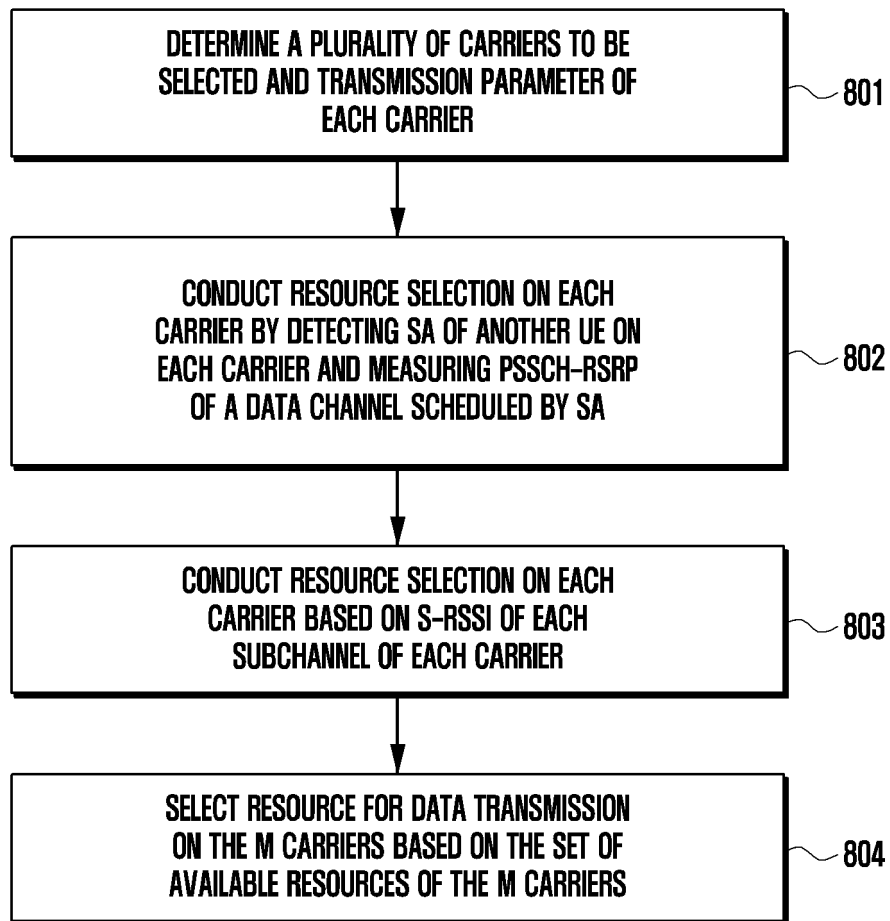 DETERMINE A PLURALITY OF CARRIERS TO BE
SELECTED AND TRANSMISSION PARAMETER OF
EACH CARRIER
801
CONDUCT RESOURCE SELECTION ON EACH
CARRIER BY DETECTING SA OF ANOTHER UE ON
EACH CARRIER AND MEASURING PSSCH-RSRP
OF A DATA CHANNEL SCHEDULED BY SA
802
CONDUCT RESOURCE SELECTION ON EACH
CARRIER BASED ON S-RSSI OF EACH
SUBCHANNEL OF EACH CARRIER
803
SELECT RESOURCE FOR DATA TRANSMISSION
ON THE M CARRIERS BASED ON THE SET OF
AVAILABLE RESOURCES OF THE M CARRIERS
804